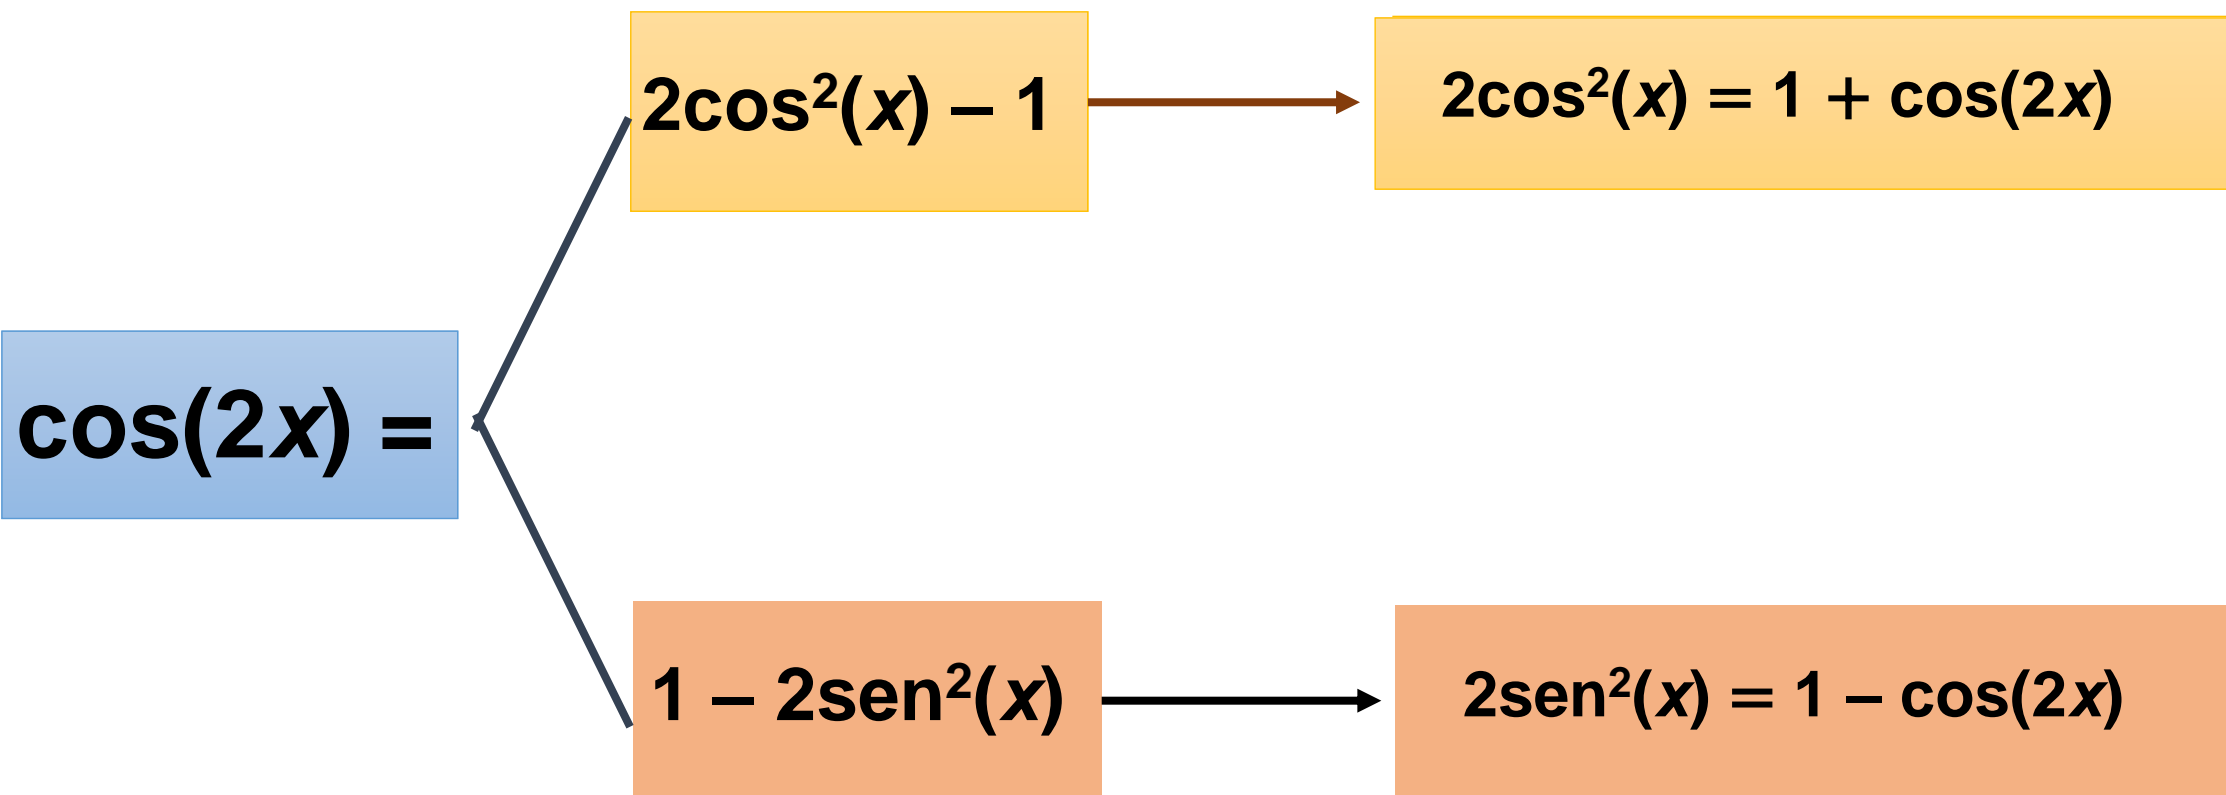 2cos²(x) – 1
2cos²(x) = 1 + cos(2x)
cos(2x) =
1 – 2sen²(x)
2sen²(x) = 1 – cos(2x)